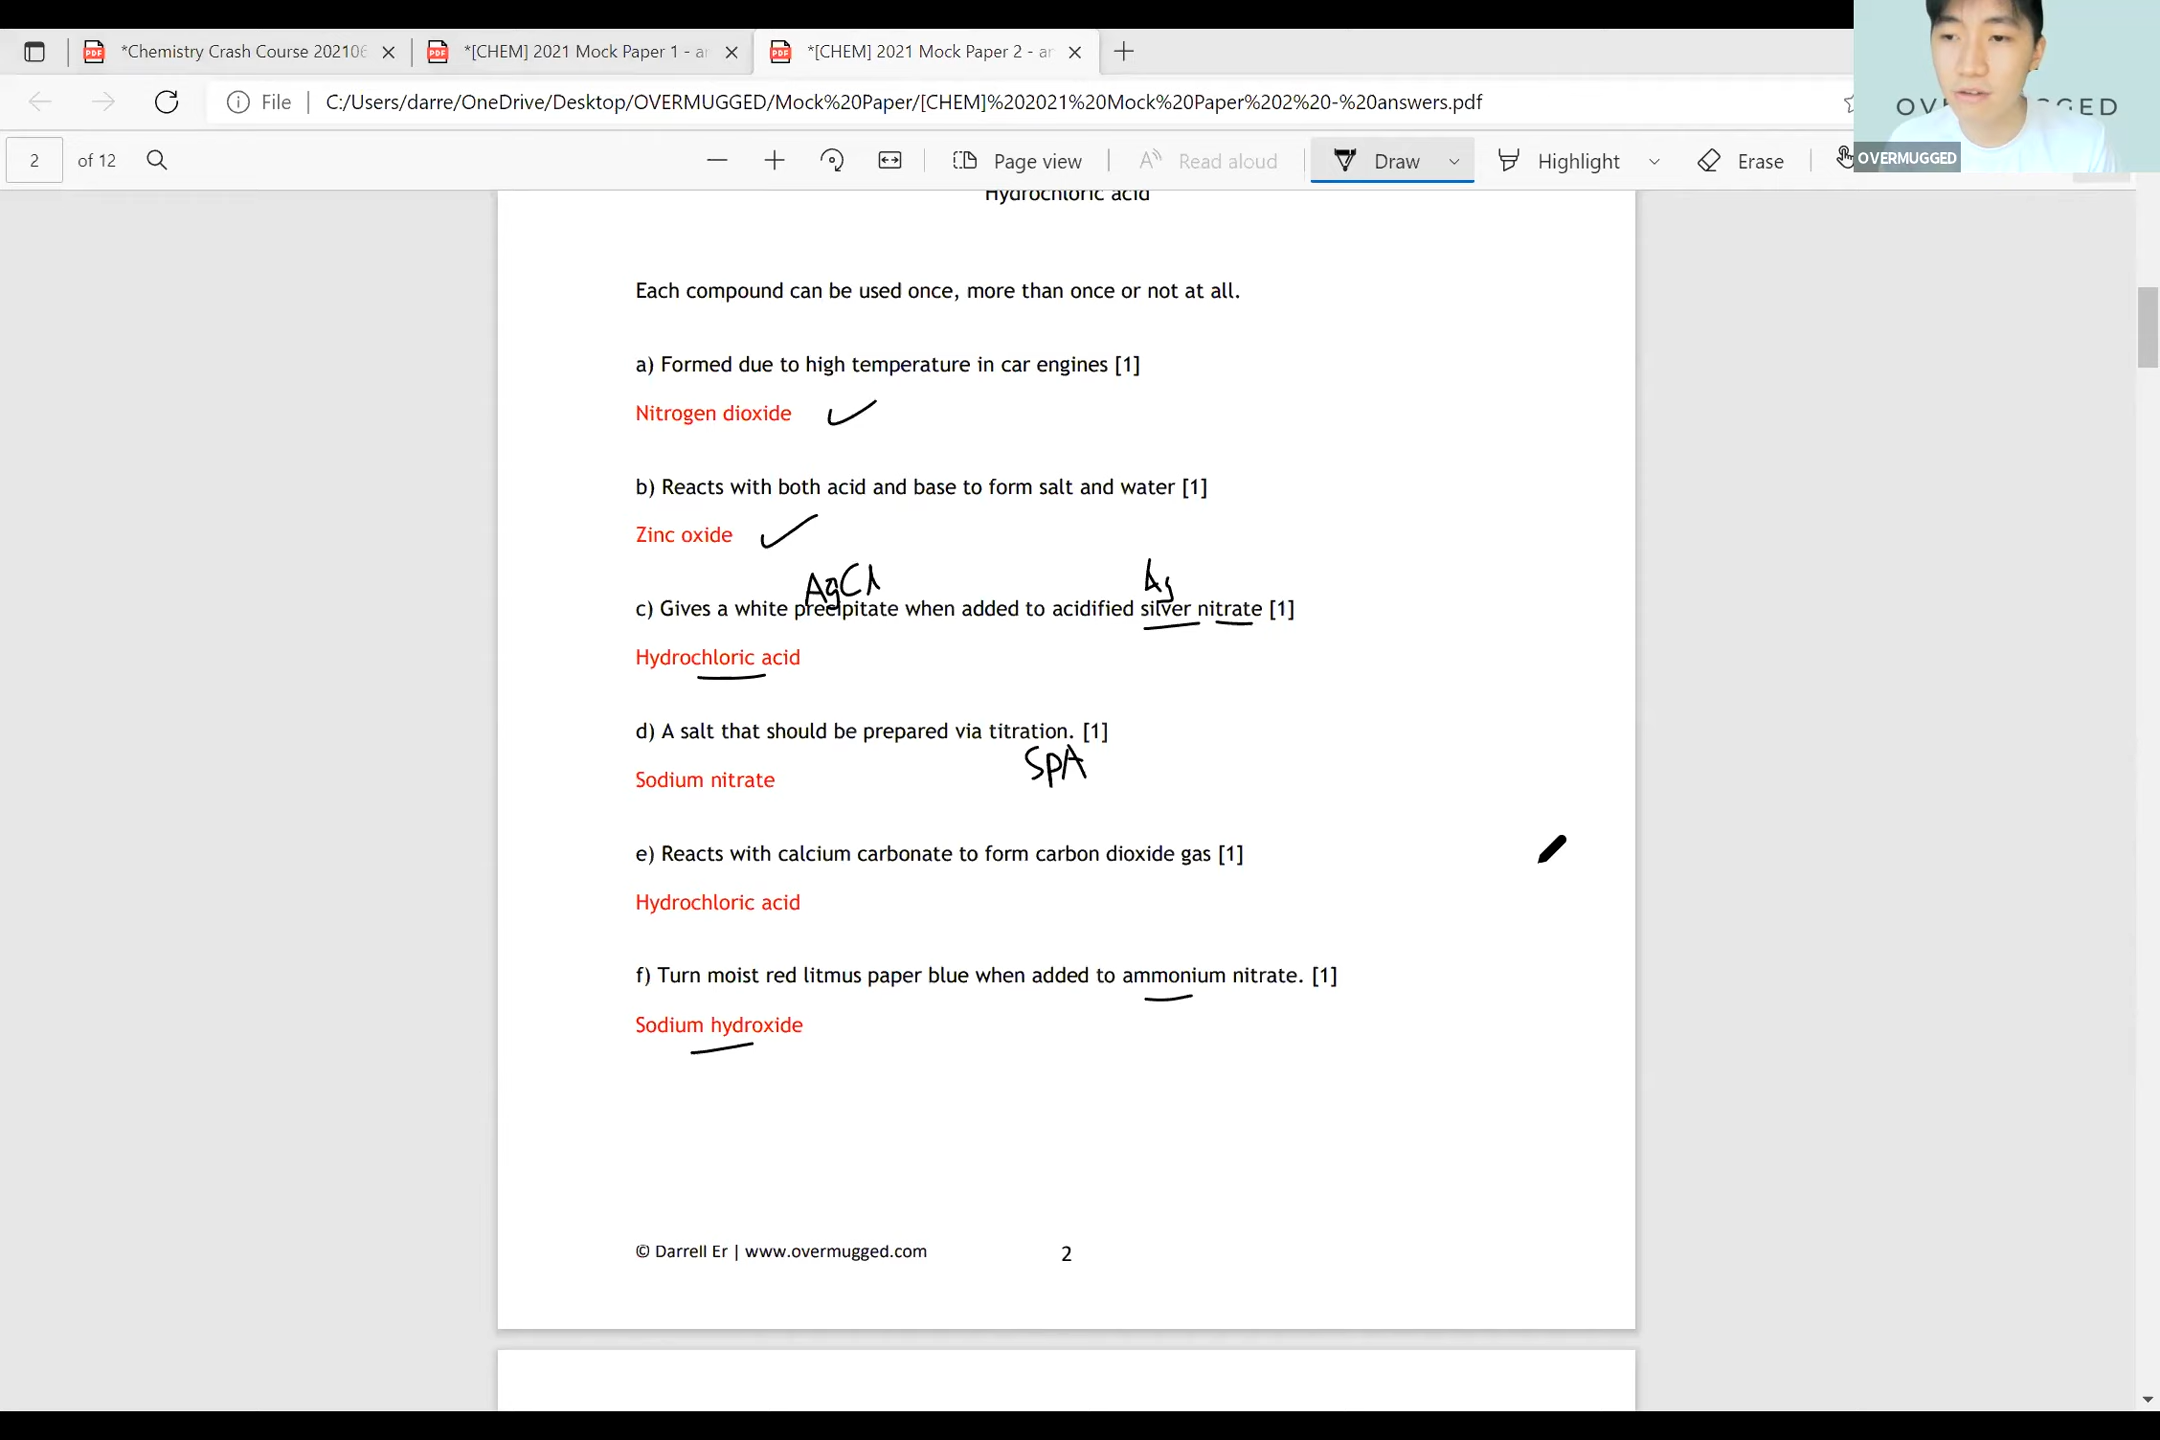 *Chemistry Crash Course 202106
*[CHEM] 2021 Mock Paper 1 - ar
*[CHEM] 2021 Mock Paper 2 - ar
File
C:/Users/darre/OneDrive/Desktop/OVERMUGGED/Mock%20Paper/[CHEM]%202021%20Mock%20Paper%202%20-%20answers.pdf
2 of 12
Page view
Read aloud
Draw
Highlight
Erase
OVERMUGGED
Hydrochloric acid
Each compound can be used once, more than once or not at all.
a) Formed due to high temperature in car engines [1]
Nitrogen dioxide
b) Reacts with both acid and base to form salt and water [1]
Zinc oxide
AgCl Ag
c) Gives a white precipitate when added to acidified silver nitrate [1]
Hydrochloric acid
d) A salt that should be prepared via titration. [1]
SPA
Sodium nitrate
e) Reacts with calcium carbonate to form carbon dioxide gas [1]
Hydrochloric acid
f) Turn moist red litmus paper blue when added to ammonium nitrate. [1]
Sodium hydroxide
© Darrell Er | www.overmugged.com 2